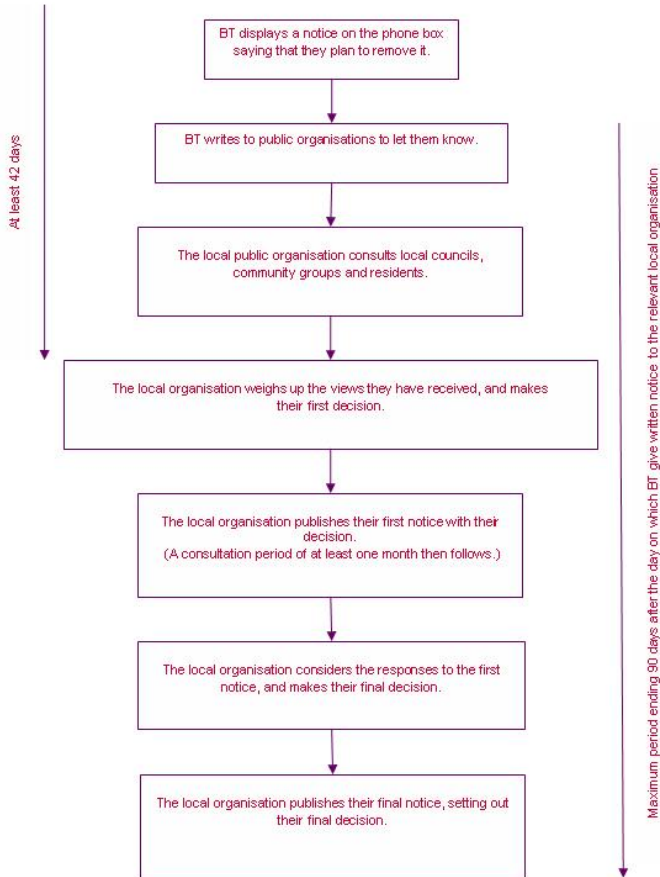 BT displays a notice on the phone box
saying that they plan to remove it.
At least 42 days
BT writes to public organisations to let them know.
The local public organisation consults local councils,
community groups and residents.
The local organisation weighs up the views they have received, and makes
their first decision.
The local organisation publishes their first notice with their
decision.
(A consultation period of at least one month then follows.)
The local organisation considers the responses to the first
notice, and makes their final decision.
The local organisation publishes their final notice, setting out
their final decision.
Maximum period ending 90 days after the day on which BT give written notice to the relevant local organisation